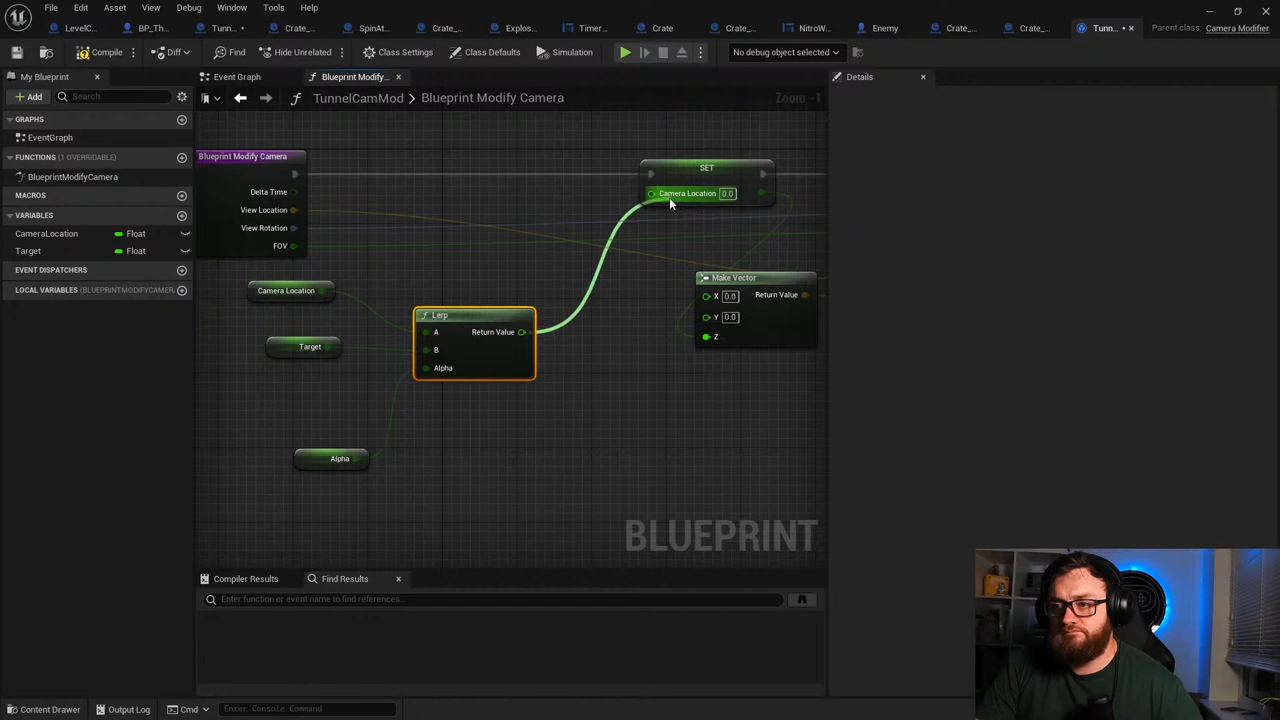 File Edit Asset View Debug Window Tools Help
LevelC... BP_Th... Tunn... • Crate_... SpinAt... Crate_... Explos... Timer... Crate Crate_... NitroW... Enemy Crate_... Crate_... Tunn... • Parent class: Camera Modifier
Compile Diff Find Hide Unrelated Class Settings Class Defaults Simulation No debug object selected
My Blueprint Event Graph Blueprint Modify... Details
Add Search TunnelCamMod > Blueprint Modify Camera Zoom -1
GRAPHS
EventGraph
FUNCTIONS (1 OVERRIDABLE)
BlueprintModifyCamera
MACROS
VARIABLES
CameraLocation Float
Target Float
EVENT DISPATCHERS
LOCAL VARIABLES (BLUEPRINTMODIFYCAMER
Blueprint Modify Camera
Delta Time
View Location
View Rotation
FOV
SET
Camera Location 0.0
Camera Location
Target
Alpha
Lerp
A Return Value
B
Alpha
Make Vector
X 0.0 Return Value
Y 0.0
Z
BLUEPRINT
Compiler Results Find Results
Enter function or event name to find references...
Content Drawer Output Log Cmd Enter Console Command